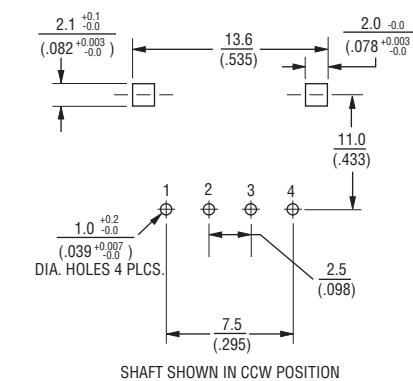 2.1 +0.1 -0.0
(.082 +0.003 -0.0 )
13.6
(.535)
2.0 -0.0
(.078 +0.003 -0.0
11.0
(.433)
1 2 3 4
1.0 +0.2 -0.0
(.039 +0.007 -0.0 )
DIA. HOLES 4 PLCS.
2.5
(.098)
7.5
(.295)
SHAFT SHOWN IN CCW POSITION